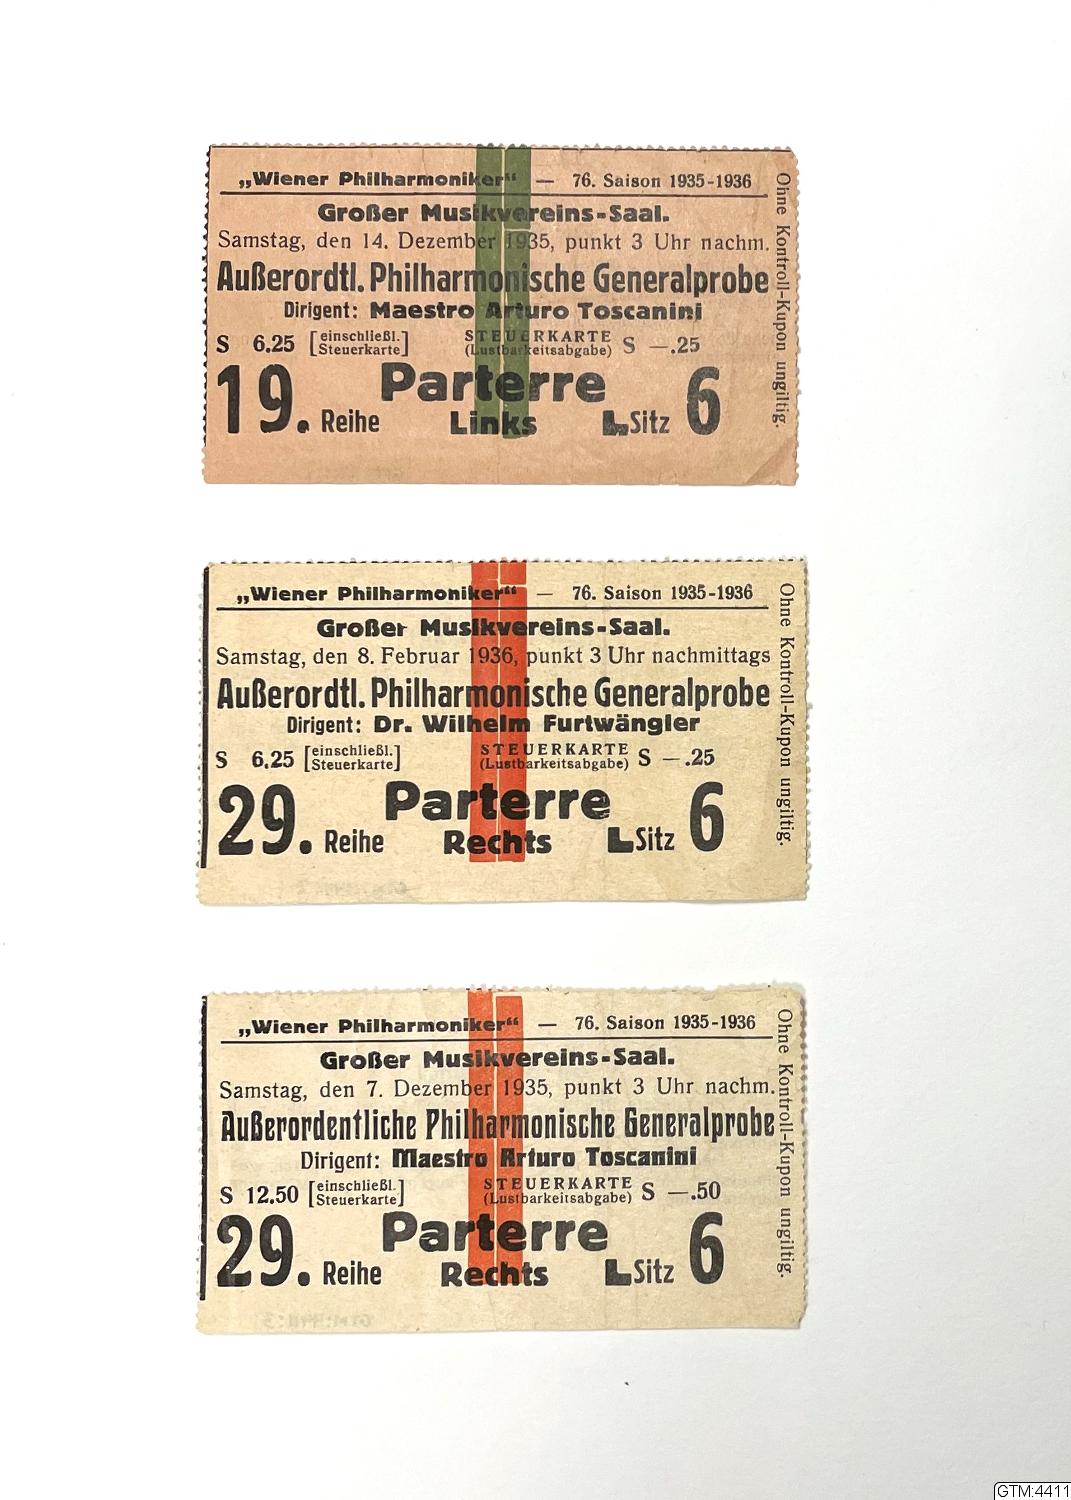 „Wiener Philharmoniker“ — 76. Saison 1935-1936
Großer Musikvereins-Saal.
Samstag, den 14. Dezember 1935, punkt 3 Uhr nachm.
Außerordtl. Philharmonische Generalprobe
Dirigent: Maestro Arturo Toscanini
S 6.25 [einschließl. Steuerkarte] STEUERKARTE (Lustbarkeitsabgabe) S —.25
Parterre
19. Reihe Links L Sitz 6
Ohne Kontroll-Kupon ungiltig.
„Wiener Philharmoniker“ — 76. Saison 1935-1936
Großer Musikvereins-Saal.
Samstag, den 8. Februar 1936, punkt 3 Uhr nachmittags
Außerordtl. Philharmonische Generalprobe
Dirigent: Dr. Wilhelm Furtwängler
S 6.25 [einschließl. Steuerkarte] STEUERKARTE (Lustbarkeitsabgabe) S —.25
Parterre
29. Reihe Rechts L Sitz 6
Ohne Kontroll-Kupon ungiltig.
„Wiener Philharmoniker“ — 76. Saison 1935-1936
Großer Musikvereins-Saal.
Samstag, den 7. Dezember 1935, punkt 3 Uhr nachm.
Außerordentliche Philharmonische Generalprobe
Dirigent: Maestro Arturo Toscanini
S 12.50 [einschließl. Steuerkarte] STEUERKARTE (Lustbarkeitsabgabe) S —.50
Parterre
29. Reihe Rechts L Sitz 6
Ohne Kontroll-Kupon ungiltig.
GTM:4411